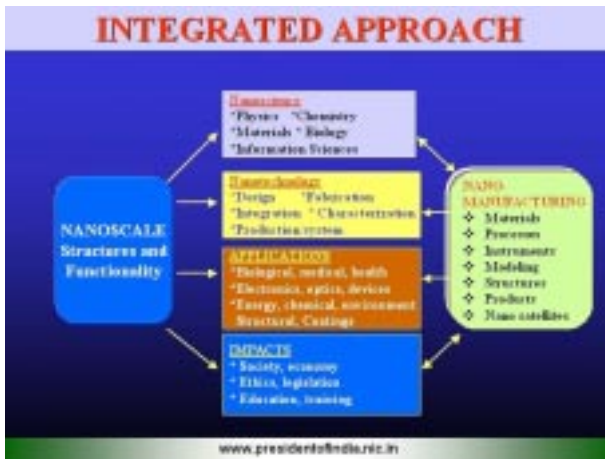 INTEGRATED APPROACH
Nanoscience
*Physics *Chemistry
*Materials * Biology
*Information Sciences
Nanotechnology
*Design *Fabrication
*Integration * Characterization
*Production system
APPLICATIONS
*Biological, medical, health
*Electronics, optics, devices
*Energy, chemical, environment
Structural, Coatings
IMPACTS
* Society, economy
* Ethics, legislation
* Education, training
NANOSCALE
Structures and
Functionality
NANO
MANUFACTURING
❖ Materials
❖ Processes
❖ Instruments
❖ Modeling
❖ Structures
❖ Products
❖ Nano satellites
www.presidentofindia.nic.in